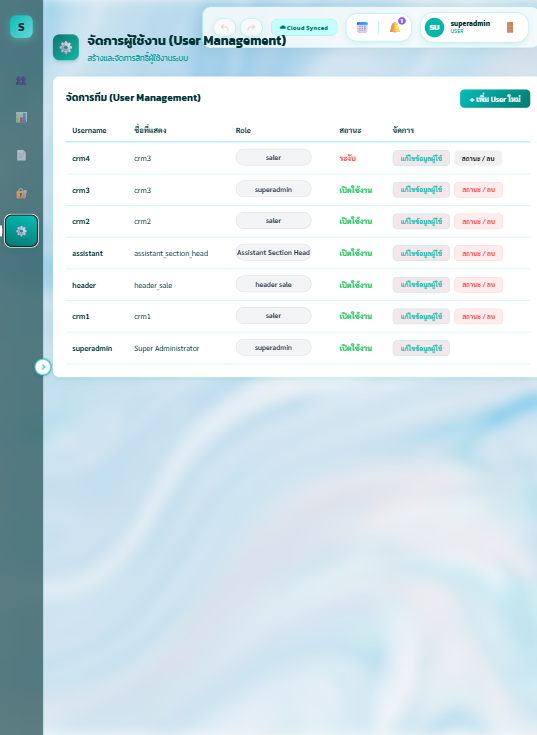 S
จัดการผู้ใช้งาน (User Management)
สร้างและจัดการสิทธิ์ผู้ใช้งานระบบ
Cloud Synced
SU
superadmin
USER
จัดการทีม (User Management)
+ เพิ่ม User ใหม่
Username ชื่อที่แสดง Role สถานะ จัดการ
crm4 crm3 saler ระงับ แก้ไขข้อมูลผู้ใช้ สถานะ / ลบ
crm3 crm3 superadmin เปิดใช้งาน แก้ไขข้อมูลผู้ใช้ สถานะ / ลบ
crm2 crm2 saler เปิดใช้งาน แก้ไขข้อมูลผู้ใช้ สถานะ / ลบ
assistant assistant_section_head Assistant Section Head เปิดใช้งาน แก้ไขข้อมูลผู้ใช้ สถานะ / ลบ
header header_sale header sale เปิดใช้งาน แก้ไขข้อมูลผู้ใช้ สถานะ / ลบ
crm1 crm1 saler เปิดใช้งาน แก้ไขข้อมูลผู้ใช้ สถานะ / ลบ
superadmin Super Administrator superadmin เปิดใช้งาน แก้ไขข้อมูลผู้ใช้